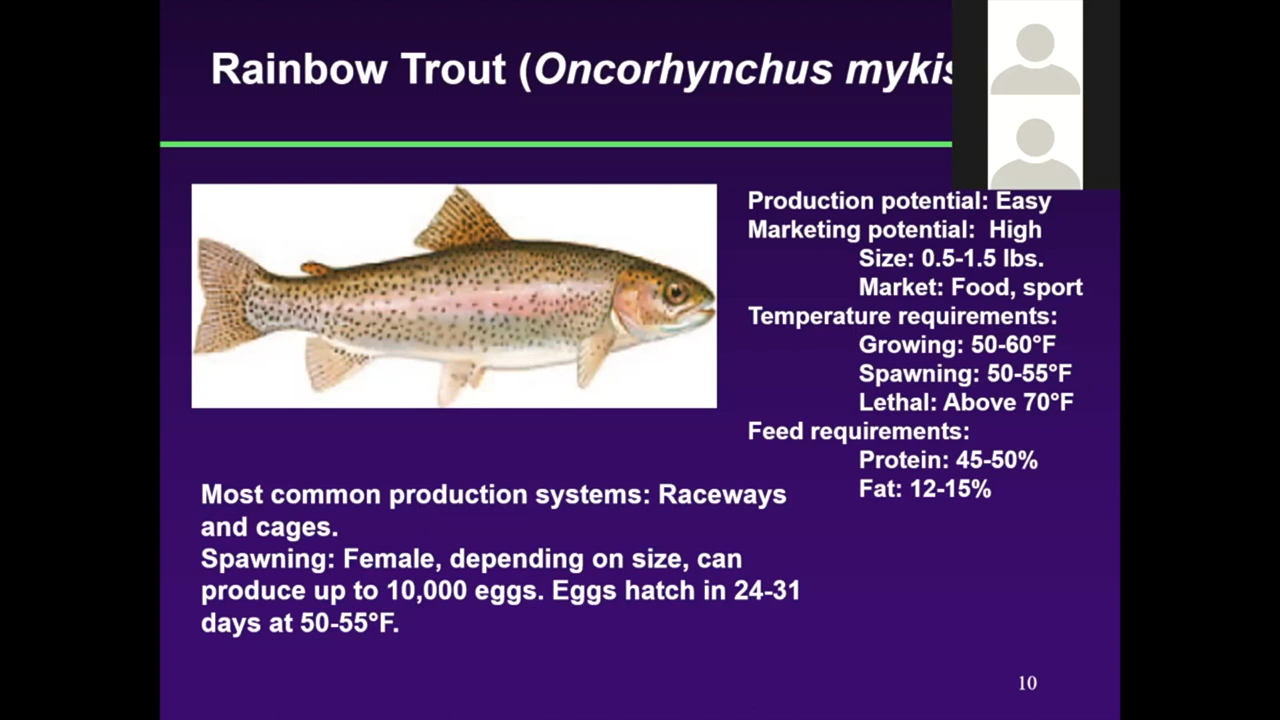 Rainbow Trout (Oncorhynchus mykis
Production potential: Easy
Marketing potential: High
Size: 0.5-1.5 lbs.
Market: Food, sport
Temperature requirements:
Growing: 50-60°F
Spawning: 50-55°F
Lethal: Above 70°F
Feed requirements:
Protein: 45-50%
Fat: 12-15%
Most common production systems: Raceways
and cages.
Spawning: Female, depending on size, can
produce up to 10,000 eggs. Eggs hatch in 24-31
days at 50-55°F.
10